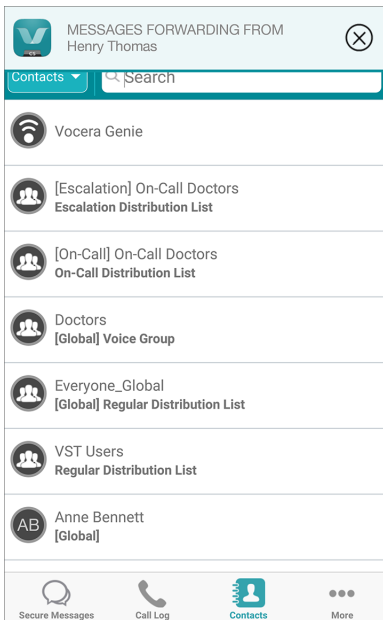 MESSAGES FORWARDING FROM
Henry Thomas
Contacts
Search
Vocera Genie
[Escalation] On-Call Doctors
Escalation Distribution List
[On-Call] On-Call Doctors
On-Call Distribution List
Doctors
[Global] Voice Group
Everyone_Global
[Global] Regular Distribution List
VST Users
Regular Distribution List
AB
Anne Bennett
[Global]
Secure Messages
Call Log
Contacts
More